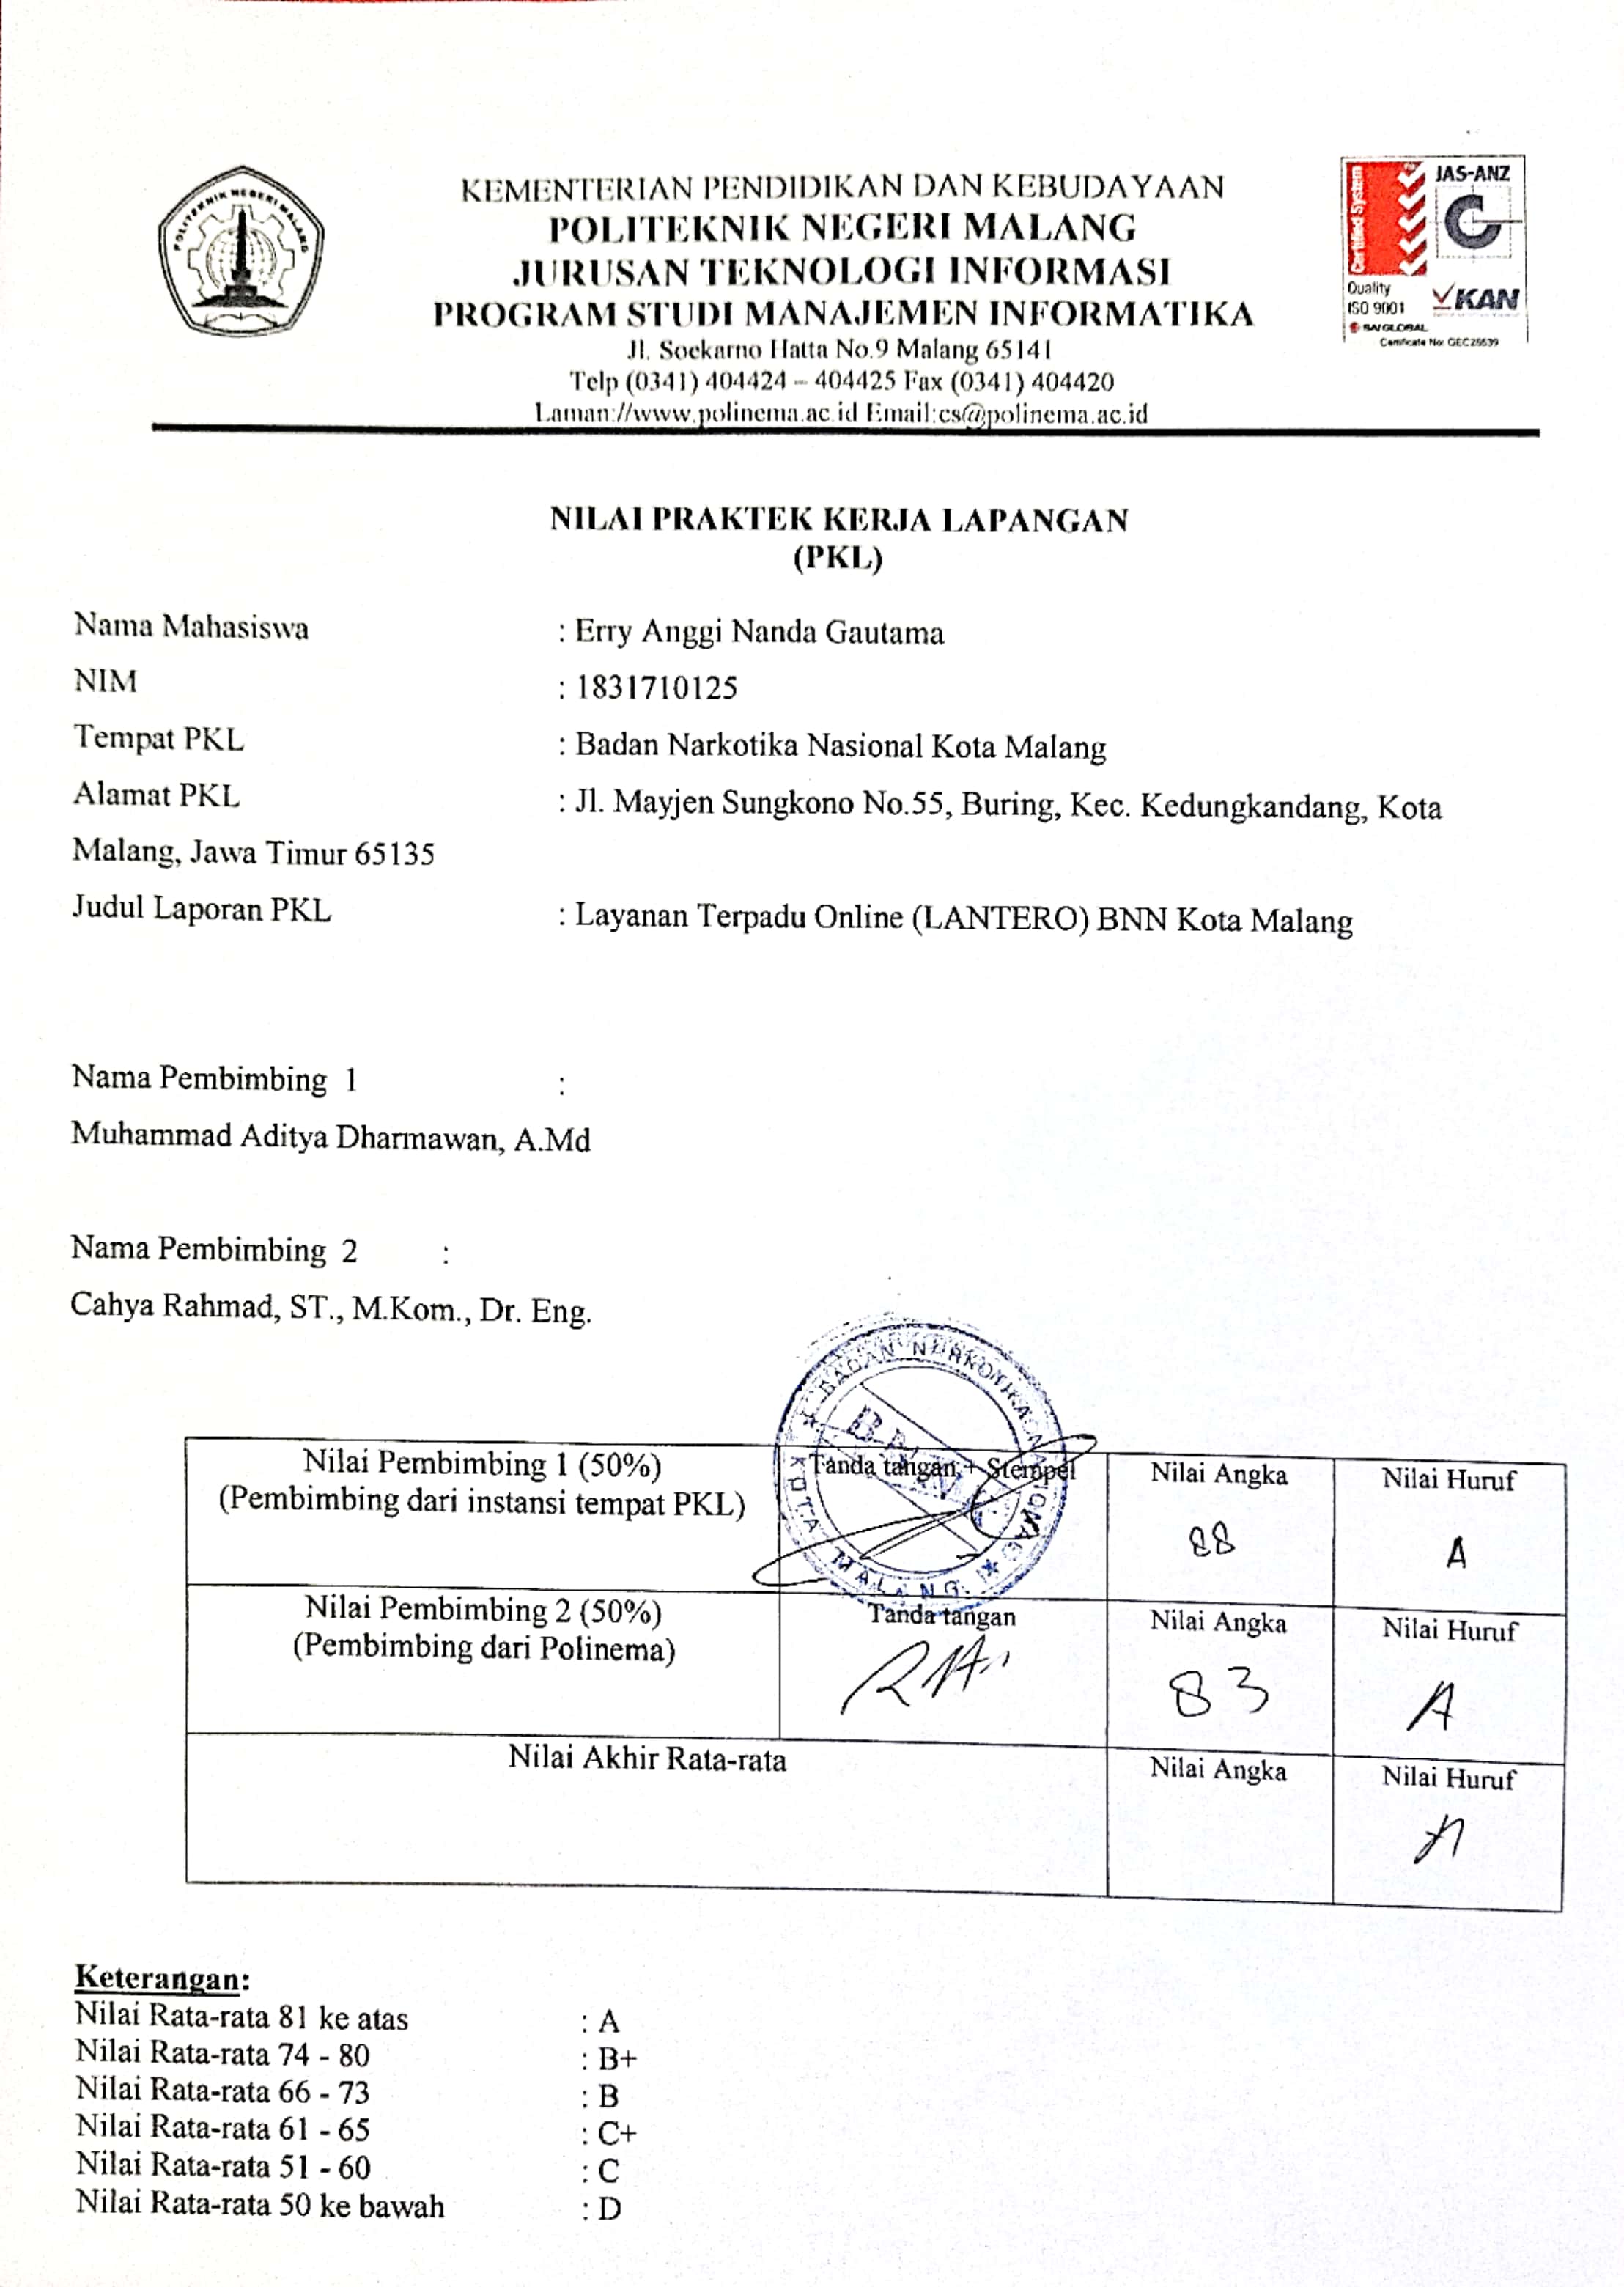 POLITEKNIK NEGERI MALANG
KEMENTERIAN PENDIDIKAN DAN KEBUDAYAAN
POLITEKNIK NEGERI MALANG
JURUSAN TEKNOLOGI INFORMASI
PROGRAM STUDI MANAJEMEN INFORMATIKA
Jl. Soekarno Hatta No.9 Malang 65141
Telp (0341) 404424 – 404425 Fax (0341) 404420
Laman://www.polinema.ac.id Email:cs@polinema.ac.id
Certified System
JAS-ANZ
Quality
ISO 9001
KAN
SAI GLOBAL
Certificate No: QEC25539
NILAI PRAKTEK KERJA LAPANGAN
(PKL)
Nama Mahasiswa : Erry Anggi Nanda Gautama
NIM : 1831710125
Tempat PKL : Badan Narkotika Nasional Kota Malang
Alamat PKL : Jl. Mayjen Sungkono No.55, Buring, Kec. Kedungkandang, Kota
Malang, Jawa Timur 65135
Judul Laporan PKL : Layanan Terpadu Online (LANTERO) BNN Kota Malang
Nama Pembimbing 1 :
Muhammad Aditya Dharmawan, A.Md
Nama Pembimbing 2 :
Cahya Rahmad, ST., M.Kom., Dr. Eng.
BADAN NARKOTIKA NASIONAL
KOTA MALANG
Nilai Pembimbing 1 (50%) Tanda tangan + Stempel Nilai Angka Nilai Huruf
(Pembimbing dari instansi tempat PKL)
88 A
Nilai Pembimbing 2 (50%) Tanda tangan Nilai Angka Nilai Huruf
(Pembimbing dari Polinema)
83 A
Nilai Akhir Rata-rata Nilai Angka Nilai Huruf
A
Keterangan:
Nilai Rata-rata 81 ke atas : A
Nilai Rata-rata 74 - 80 : B+
Nilai Rata-rata 66 - 73 : B
Nilai Rata-rata 61 - 65 : C+
Nilai Rata-rata 51 - 60 : C
Nilai Rata-rata 50 ke bawah : D